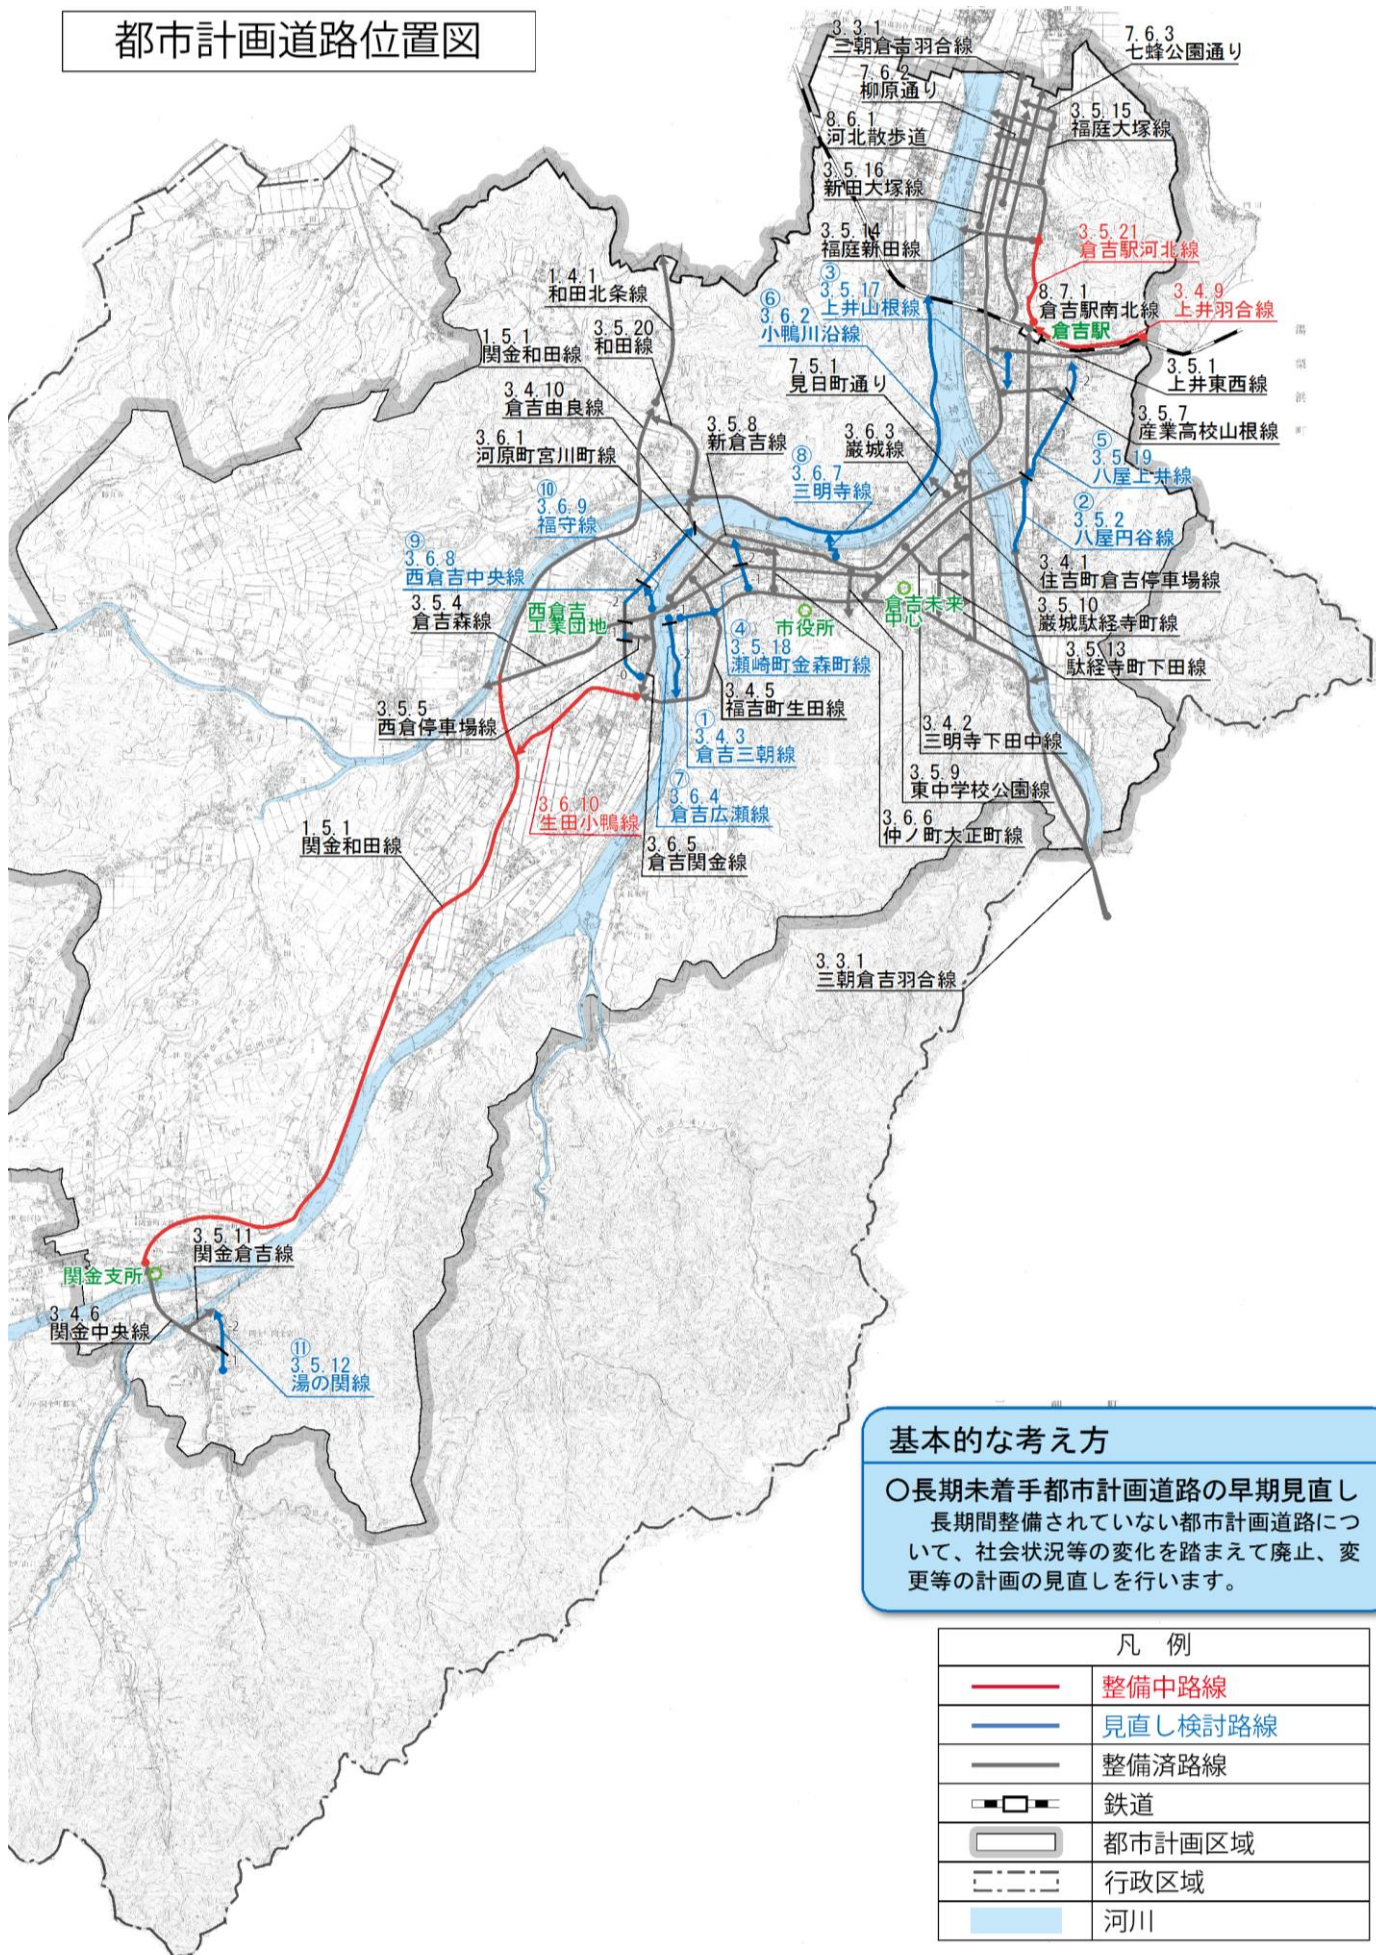 都市計画道路位置図
3.3.1
三朝倉吉羽合線
7.6.3
七蜂公園通り
7.6.2
柳原通り
3.5.15
福庭大塚線
8.6.1
河北散歩道
3.5.16
新田大塚線
3.5.14
福庭新田線
3.5.21
倉吉駅河北線
③
3.5.17
上井山根線
8.7.1
倉吉駅南北線
倉吉駅
3.4.9
上井羽合線
⑥
3.6.2
小鴨川沿線
1.4.1
和田北条線
3.5.20
和田線
1.5.1
関金和田線
3.5.1
上井東西線
7.5.1
見日町通り
3.4.10
倉吉由良線
3.5.7
産業高校山根線
3.5.8
新倉吉線
3.6.3
巌城線
3.6.1
河原町宮川町線
⑤
3.5.19
八屋上井線
⑧
3.6.7
三明寺線
⑩
3.6.9
福守線
②
3.5.2
八屋円谷線
⑨
3.6.8
西倉吉中央線
3.4.1
住吉町倉吉停車場線
3.5.4
倉吉森線
西倉吉
工業団地
市役所
倉吉未来
中心
3.5.10
巌城駄経寺町線
④
3.5.18
瀬崎町金森町線
3.5.13
駄経寺町下田線
3.5.5
西倉停車場線
3.4.5
福吉町生田線
①
3.4.3
倉吉三朝線
3.4.2
三明寺下田中線
3.5.9
東中学校公園線
⑦
3.6.4
倉吉広瀬線
3.6.10
生田小鴨線
3.6.6
仲ノ町大正町線
1.5.1
関金和田線
3.6.5
倉吉関金線
3.3.1
三朝倉吉羽合線
3.5.11
関金倉吉線
関金支所
3.4.6
関金中央線
⑪
3.5.12
湯の関線
基本的な考え方
○長期未着手都市計画道路の早期見直し
長期間整備されていない都市計画道路につ
いて、社会状況等の変化を踏まえて廃止、変
更等の計画の見直しを行います。
凡 例
整備中路線
見直し検討路線
整備済路線
鉄道
都市計画区域
行政区域
河川